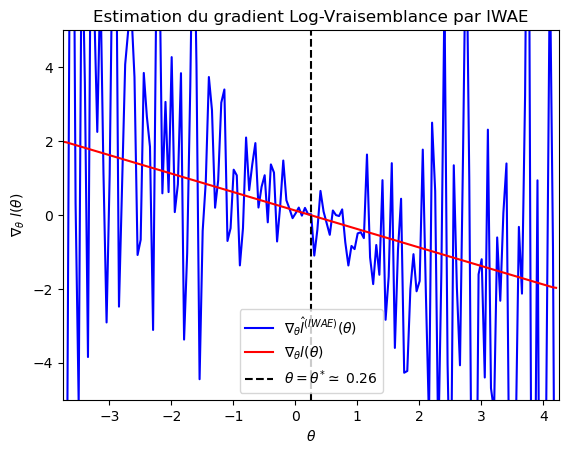 Estimation du gradient Log-Vraisemblance par IWAE
∇θ l(θ)
4
2
0
−2
−4
∇θ l̂^(IWAE)(θ)
∇θ l(θ)
θ = θ* ≃ 0.26
−3 −2 −1 0 1 2 3 4
θ